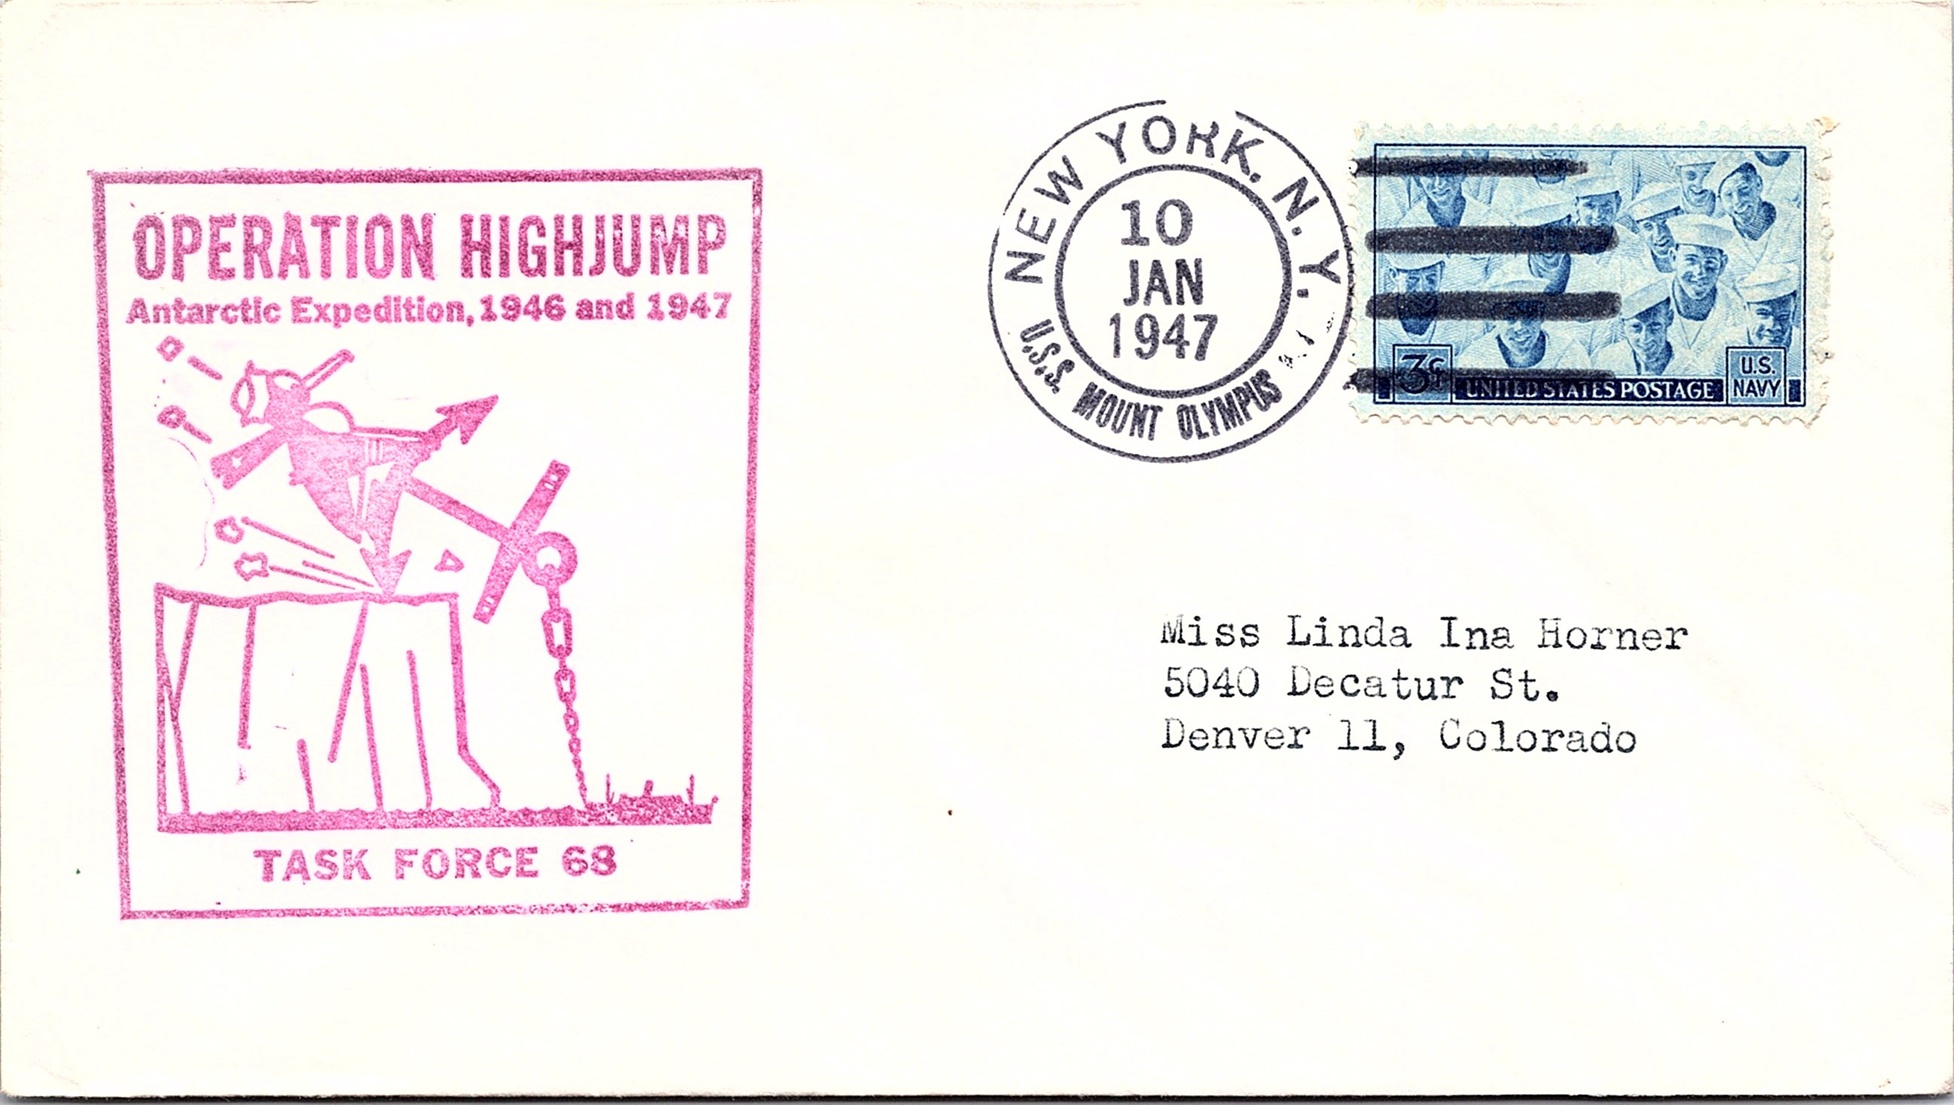 OPERATION HIGHJUMP
Antarctic Expedition, 1946 and 1947
TASK FORCE 68
NEW YORK, N. Y.
10
JAN
1947
U.S.S. MOUNT OLYMPUS
3¢
UNITED STATES POSTAGE
U.S.
NAVY
Miss Linda Ina Horner
5040 Decatur St.
Denver 11, Colorado